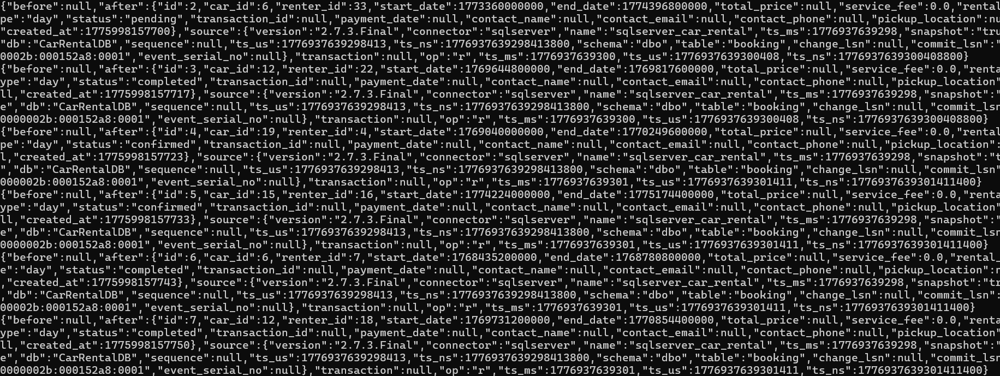 {"before":null,"after":{"id":2,"car_id":6,"renter_id":33,"start_date":1773360000000,"end_date":1774396800000,"total_price":null,"service_fee":0.0,"rental
pe":"day","status":"pending","transaction_id":null,"payment_date":null,"contact_name":null,"contact_email":null,"contact_phone":null,"pickup_location":nu
"created_at":1775998157700},"source":{"version":"2.7.3.Final","connector":"sqlserver","name":"sqlserver_car_rental","ts_ms":1776937639298,"snapshot":"tru
"db":"CarRentalDB","sequence":null,"ts_us":1776937639298413,"ts_ns":1776937639298413800,"schema":"dbo","table":"booking","change_lsn":null,"commit_lsn":"
0002b:000152a8:0001","event_serial_no":null},"transaction":null,"op":"r","ts_ms":1776937639300,"ts_us":1776937639300408,"ts_ns":1776937639300408800}
{"before":null,"after":{"id":3,"car_id":12,"renter_id":22,"start_date":1769644800000,"end_date":1769817600000,"total_price":null,"service_fee":0.0,"renta
ype":"day","status":"completed","transaction_id":null,"payment_date":null,"contact_name":null,"contact_email":null,"contact_phone":null,"pickup_location"
ll,"created_at":1775998157717},"source":{"version":"2.7.3.Final","connector":"sqlserver","name":"sqlserver_car_rental","ts_ms":1776937639298,"snapshot":"
e","db":"CarRentalDB","sequence":null,"ts_us":1776937639298413,"ts_ns":1776937639298413800,"schema":"dbo","table":"booking","change_lsn":null,"commit_lsn
0000002b:000152a8:0001","event_serial_no":null},"transaction":null,"op":"r","ts_ms":1776937639300,"ts_us":1776937639300408,"ts_ns":1776937639300408800}
{"before":null,"after":{"id":4,"car_id":19,"renter_id":4,"start_date":1769040000000,"end_date":1770249600000,"total_price":null,"service_fee":0.0,"rental
pe":"day","status":"confirmed","transaction_id":null,"payment_date":null,"contact_name":null,"contact_email":null,"contact_phone":null,"pickup_location":
l,"created_at":1775998157723},"source":{"version":"2.7.3.Final","connector":"sqlserver","name":"sqlserver_car_rental","ts_ms":1776937639298,"snapshot":"t
","db":"CarRentalDB","sequence":null,"ts_us":1776937639298413,"ts_ns":1776937639298413800,"schema":"dbo","table":"booking","change_lsn":null,"commit_lsn"
000002b:000152a8:0001","event_serial_no":null},"transaction":null,"op":"r","ts_ms":1776937639301,"ts_us":1776937639301411,"ts_ns":1776937639301411400}
{"before":null,"after":{"id":5,"car_id":15,"renter_id":16,"start_date":1774224000000,"end_date":1775174400000,"total_price":null,"service_fee":0.0,"renta
ype":"day","status":"confirmed","transaction_id":null,"payment_date":null,"contact_name":null,"contact_email":null,"contact_phone":null,"pickup_location"
ll,"created_at":1775998157733},"source":{"version":"2.7.3.Final","connector":"sqlserver","name":"sqlserver_car_rental","ts_ms":1776937639298,"snapshot":"
e","db":"CarRentalDB","sequence":null,"ts_us":1776937639298413,"ts_ns":1776937639298413800,"schema":"dbo","table":"booking","change_lsn":null,"commit_lsn
0000002b:000152a8:0001","event_serial_no":null},"transaction":null,"op":"r","ts_ms":1776937639301,"ts_us":1776937639301411,"ts_ns":1776937639301411400}
{"before":null,"after":{"id":6,"car_id":6,"renter_id":7,"start_date":1768435200000,"end_date":1768780800000,"total_price":null,"service_fee":0.0,"rental_
e":"day","status":"completed","transaction_id":null,"payment_date":null,"contact_name":null,"contact_email":null,"contact_phone":null,"pickup_location":n
,"created_at":1775998157743},"source":{"version":"2.7.3.Final","connector":"sqlserver","name":"sqlserver_car_rental","ts_ms":1776937639298,"snapshot":"tr
,"db":"CarRentalDB","sequence":null,"ts_us":1776937639298413,"ts_ns":1776937639298413800,"schema":"dbo","table":"booking","change_lsn":null,"commit_lsn":
00002b:000152a8:0001","event_serial_no":null},"transaction":null,"op":"r","ts_ms":1776937639301,"ts_us":1776937639301411,"ts_ns":1776937639301411400}
{"before":null,"after":{"id":7,"car_id":12,"renter_id":18,"start_date":1769731200000,"end_date":1770854400000,"total_price":null,"service_fee":0.0,"renta
ype":"day","status":"completed","transaction_id":null,"payment_date":null,"contact_name":null,"contact_email":null,"contact_phone":null,"pickup_location"
ll,"created_at":1775998157750},"source":{"version":"2.7.3.Final","connector":"sqlserver","name":"sqlserver_car_rental","ts_ms":1776937639298,"snapshot":"
e","db":"CarRentalDB","sequence":null,"ts_us":1776937639298413,"ts_ns":1776937639298413800,"schema":"dbo","table":"booking","change_lsn":null,"commit_lsn
0000002b:000152a8:0001","event_serial_no":null},"transaction":null,"op":"r","ts_ms":1776937639301,"ts_us":1776937639301411,"ts_ns":1776937639301411400}